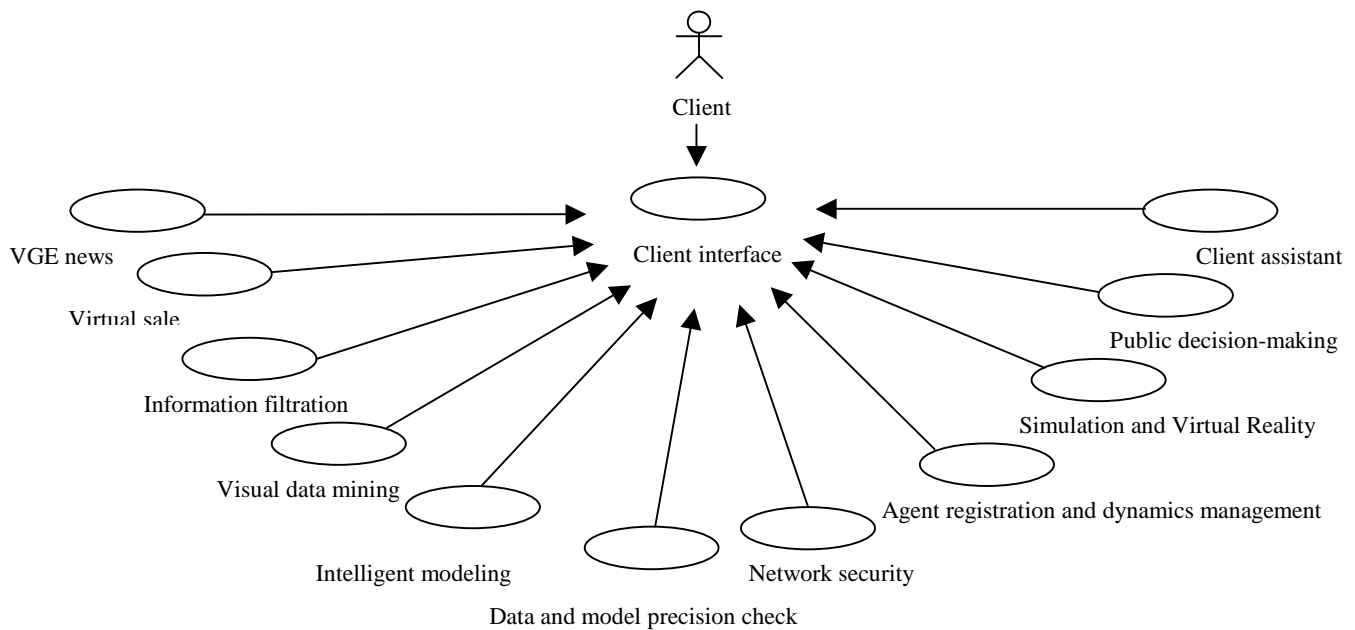 Client
Client interface
VGE news
Client assistant
Virtual sale
Public decision-making
Information filtration
Simulation and Virtual Reality
Visual data mining
Agent registration and dynamics management
Intelligent modeling
Network security
Data and model precision check